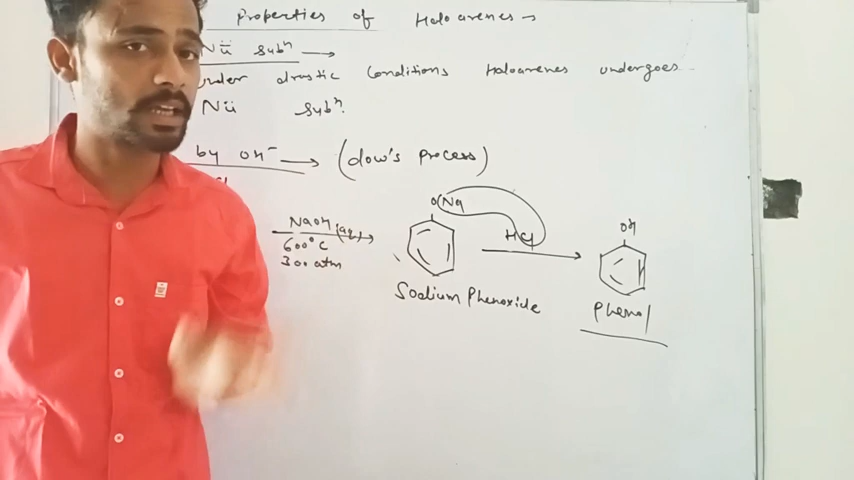 Properties of Haloarenes →
Nü Subⁿ →
under drastic Conditions Haloarenes undergoes
Nü Subⁿ.
by OH⁻ → (dow's process)
NaOH (aq)
600°C
300 atm
ONa
HCl
OH
Sodium Phenoxide
Phenol